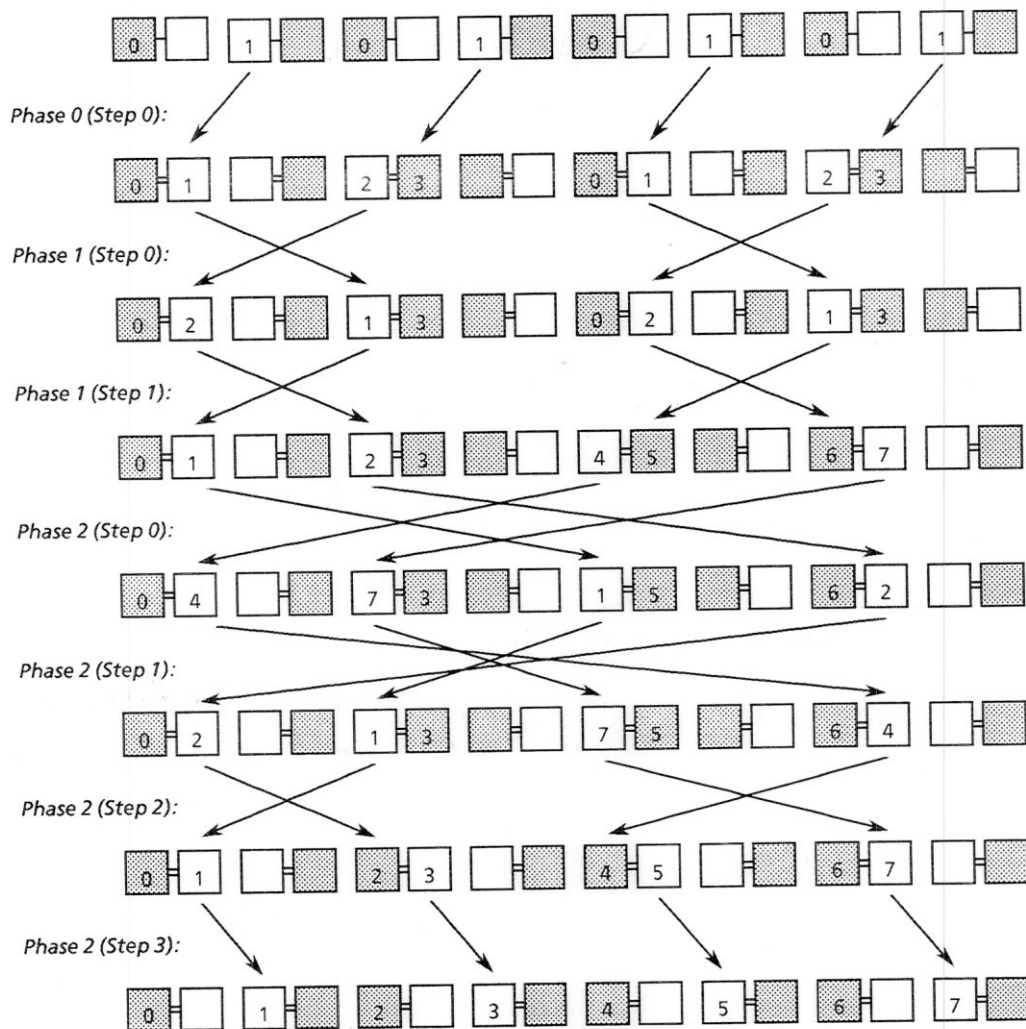 0 1 0 1 0 1 0 1
Phase 0 (Step 0):
0 1 2 3 0 1 2 3
Phase 1 (Step 0):
0 2 1 3 0 2 1 3
Phase 1 (Step 1):
0 1 2 3 4 5 6 7
Phase 2 (Step 0):
0 4 7 3 1 5 6 2
Phase 2 (Step 1):
0 2 1 3 7 5 6 4
Phase 2 (Step 2):
0 1 2 3 4 5 6 7
Phase 2 (Step 3):
0 1 2 3 4 5 6 7